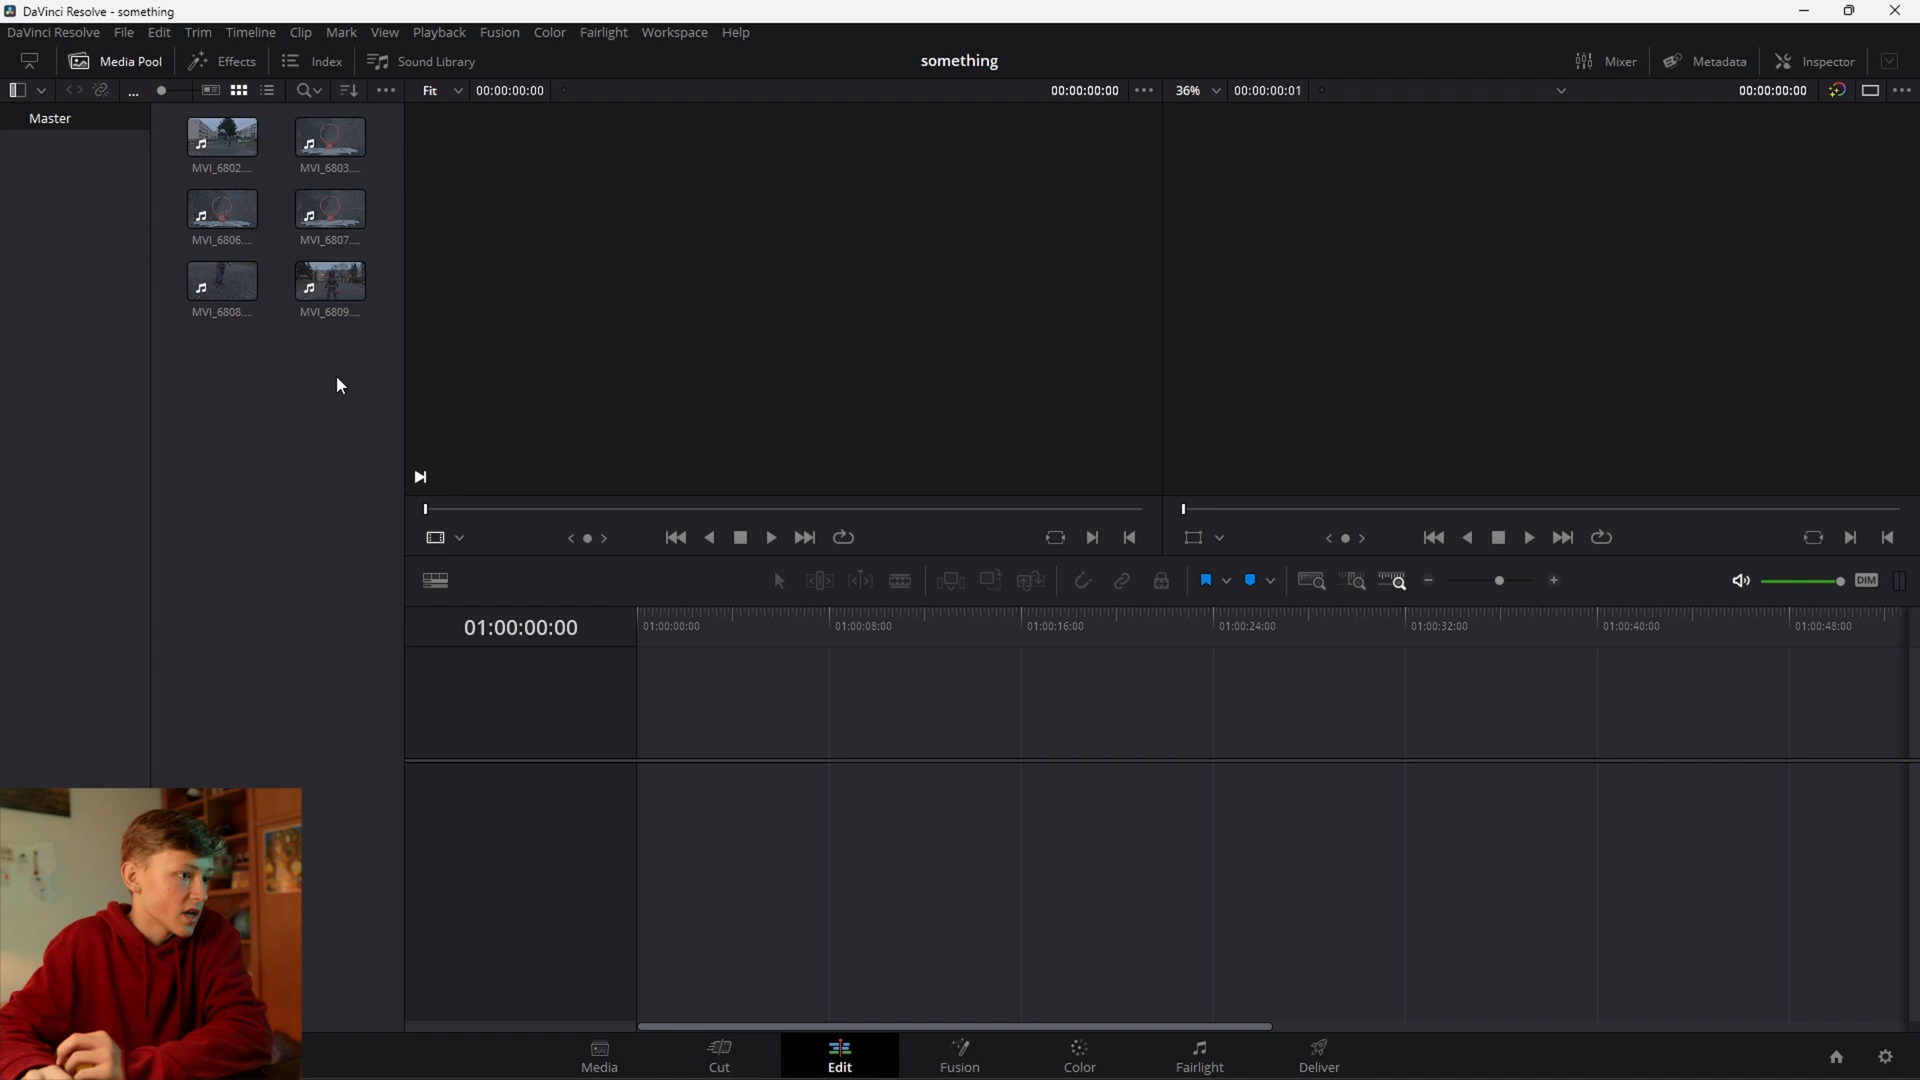 DaVinci Resolve - something
DaVinci Resolve File Edit Trim Timeline Clip Mark View Playback Fusion Color Fairlight Workspace Help
Media Pool Effects Index Sound Library something Mixer Metadata Inspector
... Fit 00:00:00:00 00:00:00:00 36% 00:00:00:01 00:00:00:00
Master
MVI_6802.... MVI_6803....
MVI_6806.... MVI_6807....
MVI_6808.... MVI_6809....
DIM
01:00:00:00 01:00:00:00 01:00:08:00 01:00:16:00 01:00:24:00 01:00:32:00 01:00:40:00 01:00:48:00
Media Cut Edit Fusion Color Fairlight Deliver